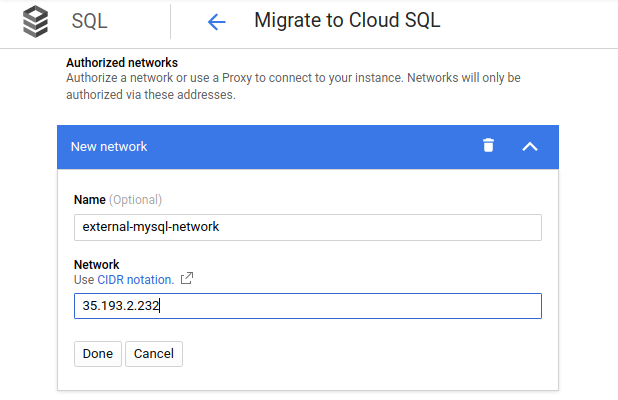 SQL
Migrate to Cloud SQL
Authorized networks
Authorize a network or use a Proxy to connect to your instance. Networks will only be
authorized via these addresses.
New network
Name (Optional)
external-mysql-network
Network
Use CIDR notation.
35.193.2.232
Done Cancel